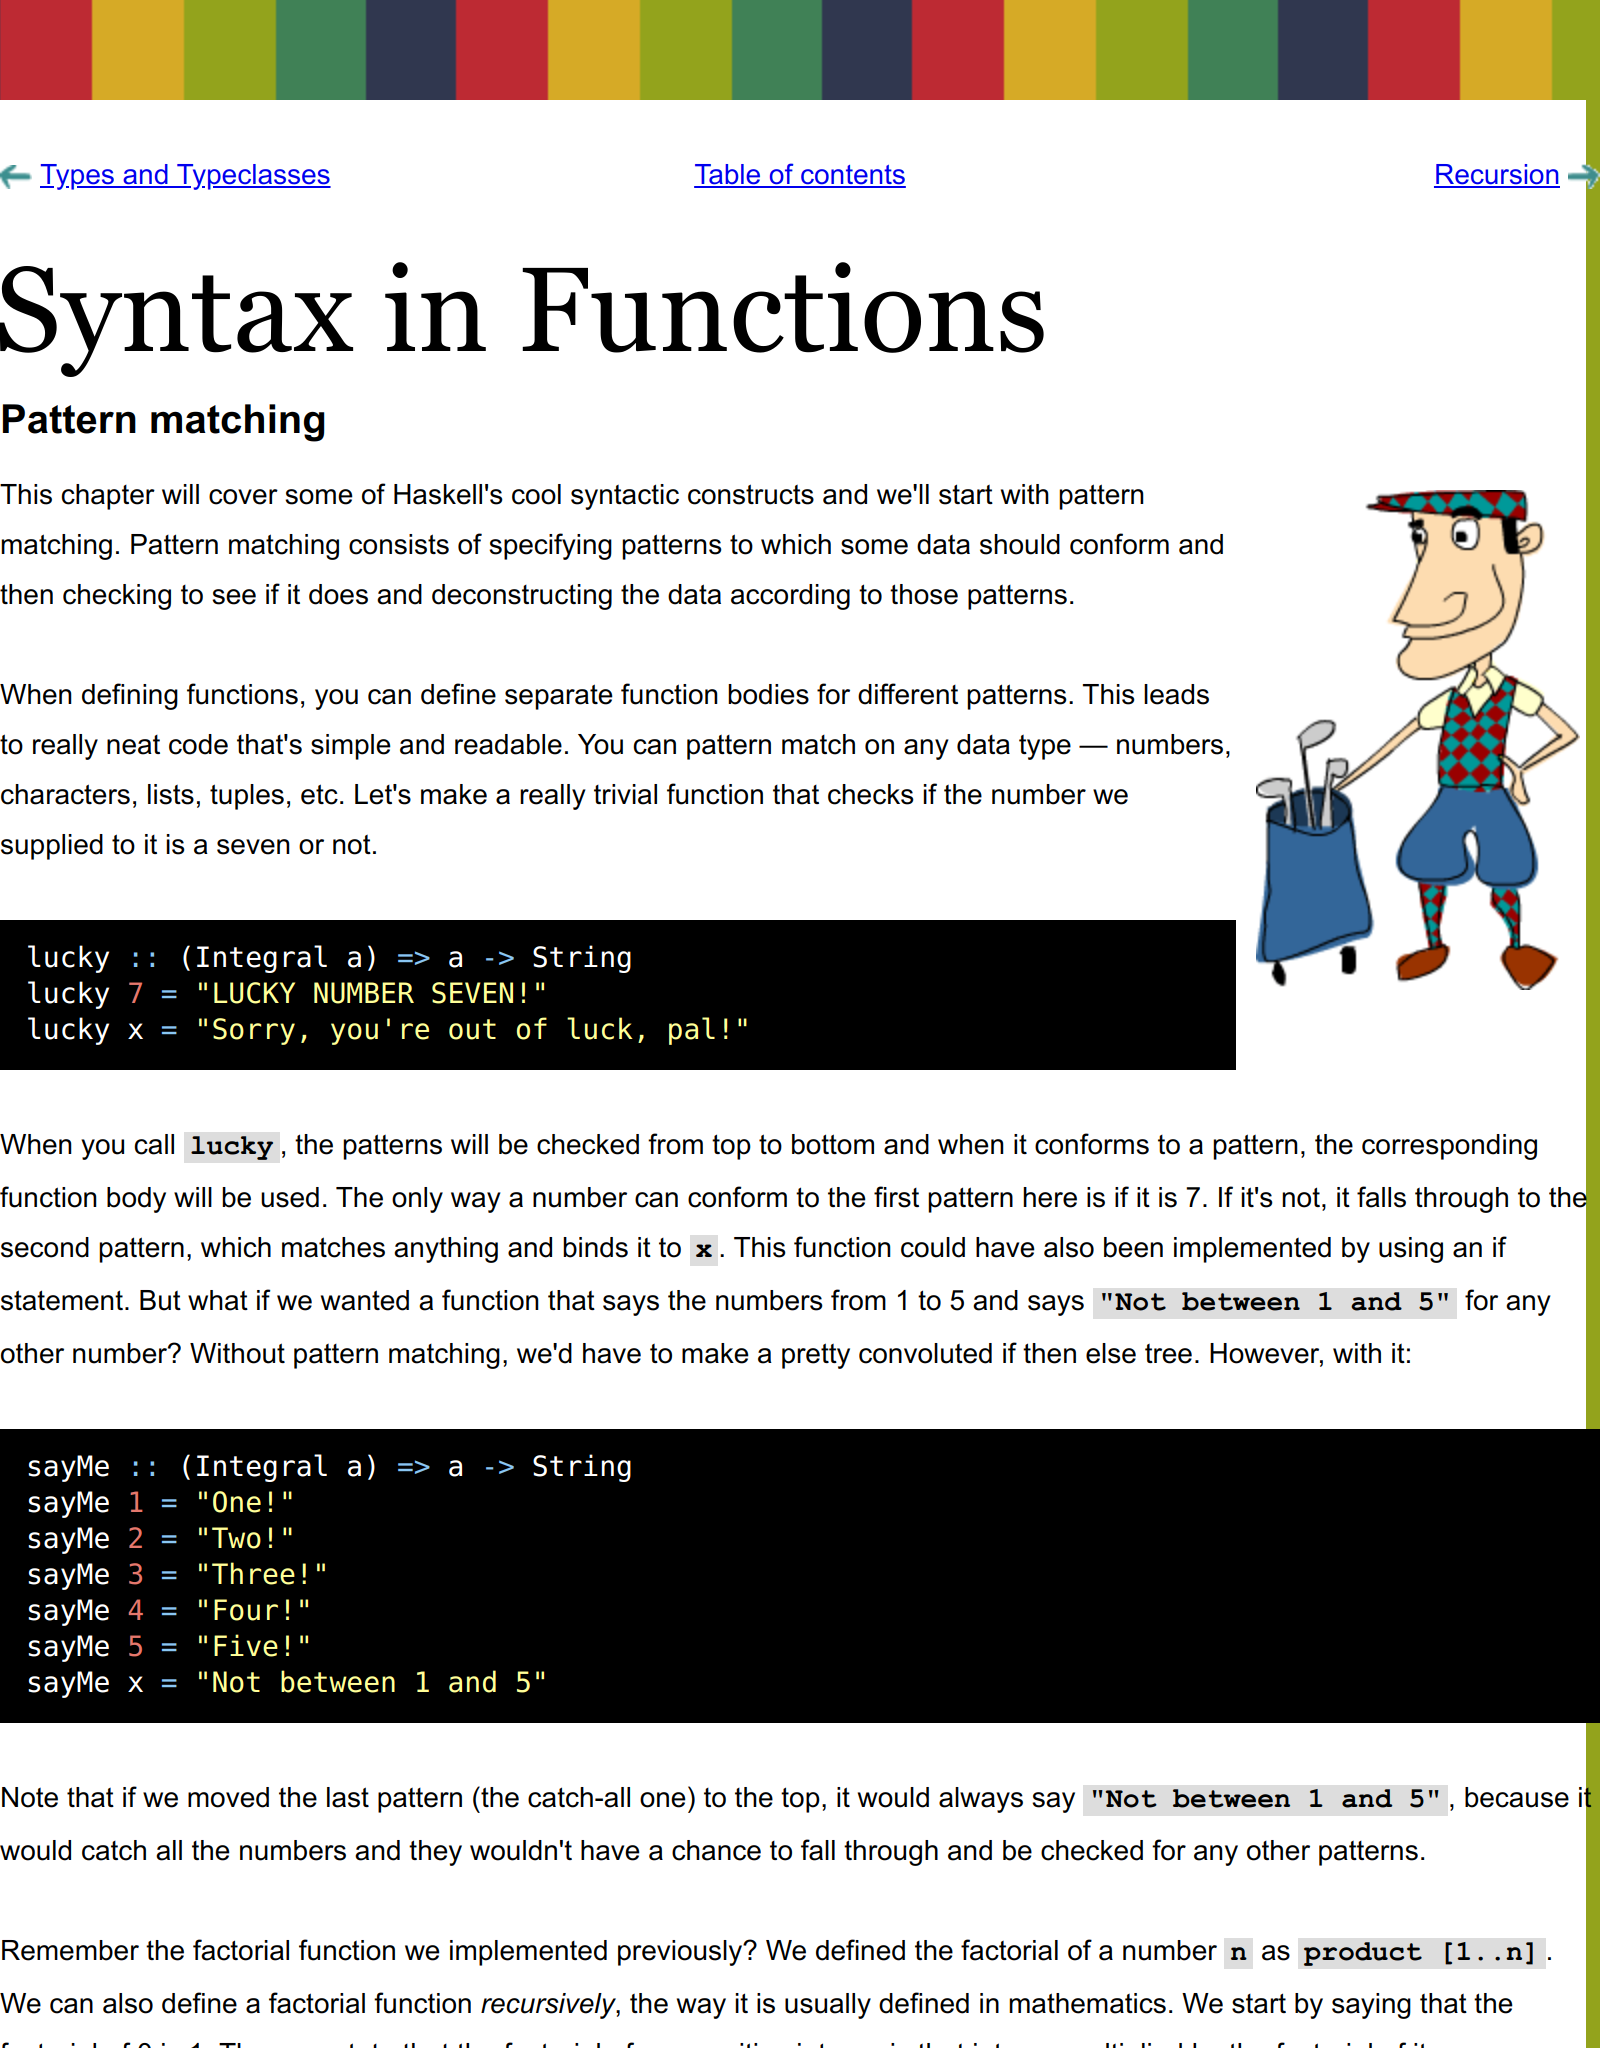 Types and Typeclasses
Table of contents
Recursion
Syntax in Functions
Pattern matching
This chapter will cover some of Haskell's cool syntactic constructs and we'll start with pattern
matching. Pattern matching consists of specifying patterns to which some data should conform and
then checking to see if it does and deconstructing the data according to those patterns.
When defining functions, you can define separate function bodies for different patterns. This leads
to really neat code that's simple and readable. You can pattern match on any data type — numbers,
characters, lists, tuples, etc. Let's make a really trivial function that checks if the number we
supplied to it is a seven or not.
lucky :: (Integral a) => a -> String
lucky 7 = "LUCKY NUMBER SEVEN!"
lucky x = "Sorry, you're out of luck, pal!"
When you call lucky, the patterns will be checked from top to bottom and when it conforms to a pattern, the corresponding
function body will be used. The only way a number can conform to the first pattern here is if it is 7. If it's not, it falls through to the
second pattern, which matches anything and binds it to x. This function could have also been implemented by using an if
statement. But what if we wanted a function that says the numbers from 1 to 5 and says "Not between 1 and 5" for any
other number? Without pattern matching, we'd have to make a pretty convoluted if then else tree. However, with it:
sayMe :: (Integral a) => a -> String
sayMe 1 = "One!"
sayMe 2 = "Two!"
sayMe 3 = "Three!"
sayMe 4 = "Four!"
sayMe 5 = "Five!"
sayMe x = "Not between 1 and 5"
Note that if we moved the last pattern (the catch-all one) to the top, it would always say "Not between 1 and 5", because it
would catch all the numbers and they wouldn't have a chance to fall through and be checked for any other patterns.
Remember the factorial function we implemented previously? We defined the factorial of a number n as product [1..n].
We can also define a factorial function recursively, the way it is usually defined in mathematics. We start by saying that the